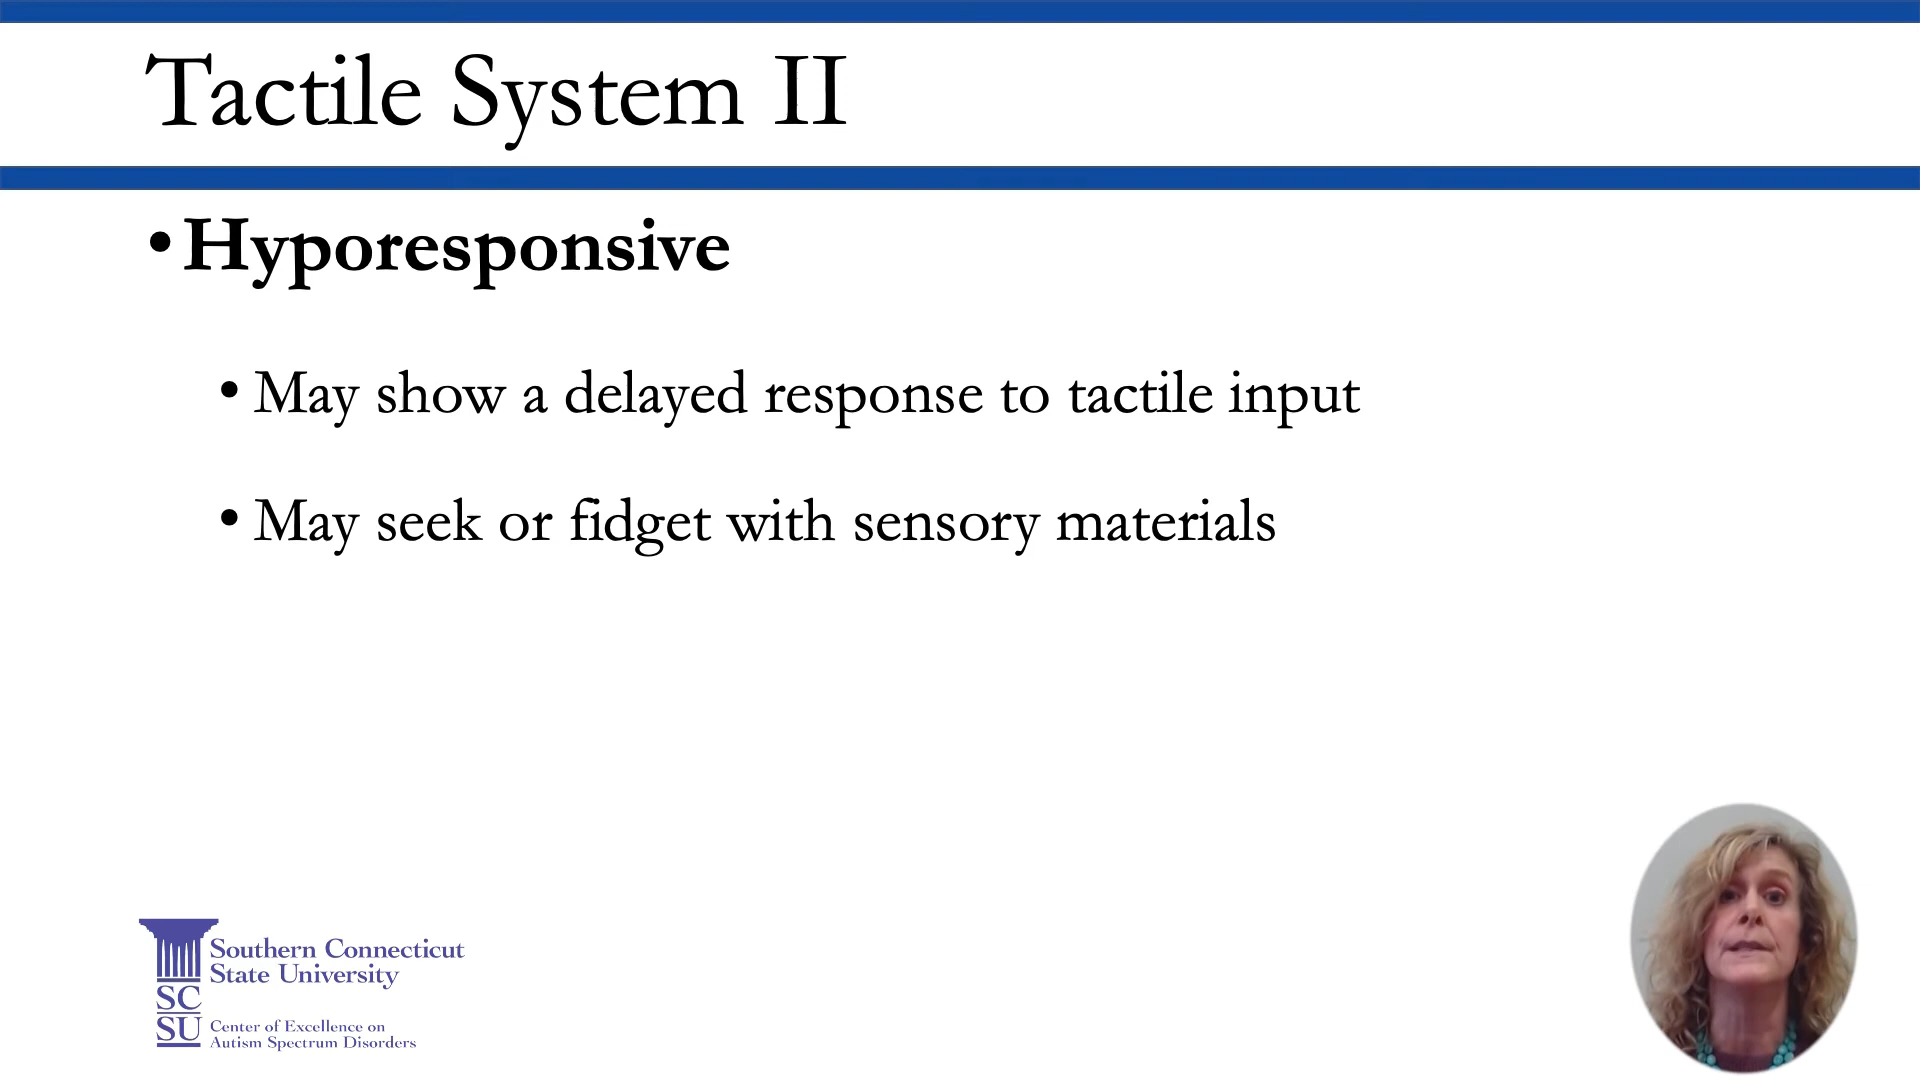 Tactile System II
•Hyporesponsive
• May show a delayed response to tactile input
• May seek or fidget with sensory materials
Southern Connecticut
State University
SC
SU
Center of Excellence on
Autism Spectrum Disorders